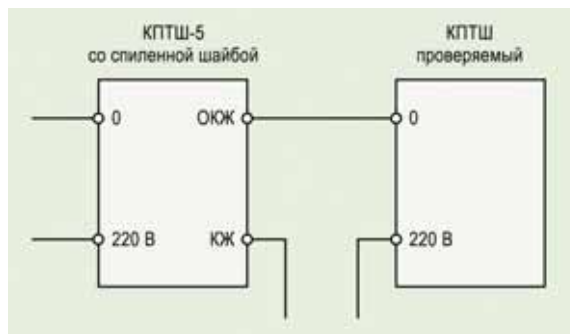 КПТШ-5
со спиленной шайбой
КПТШ
проверяемый
0
ОКЖ
0
220 В
КЖ
220 В